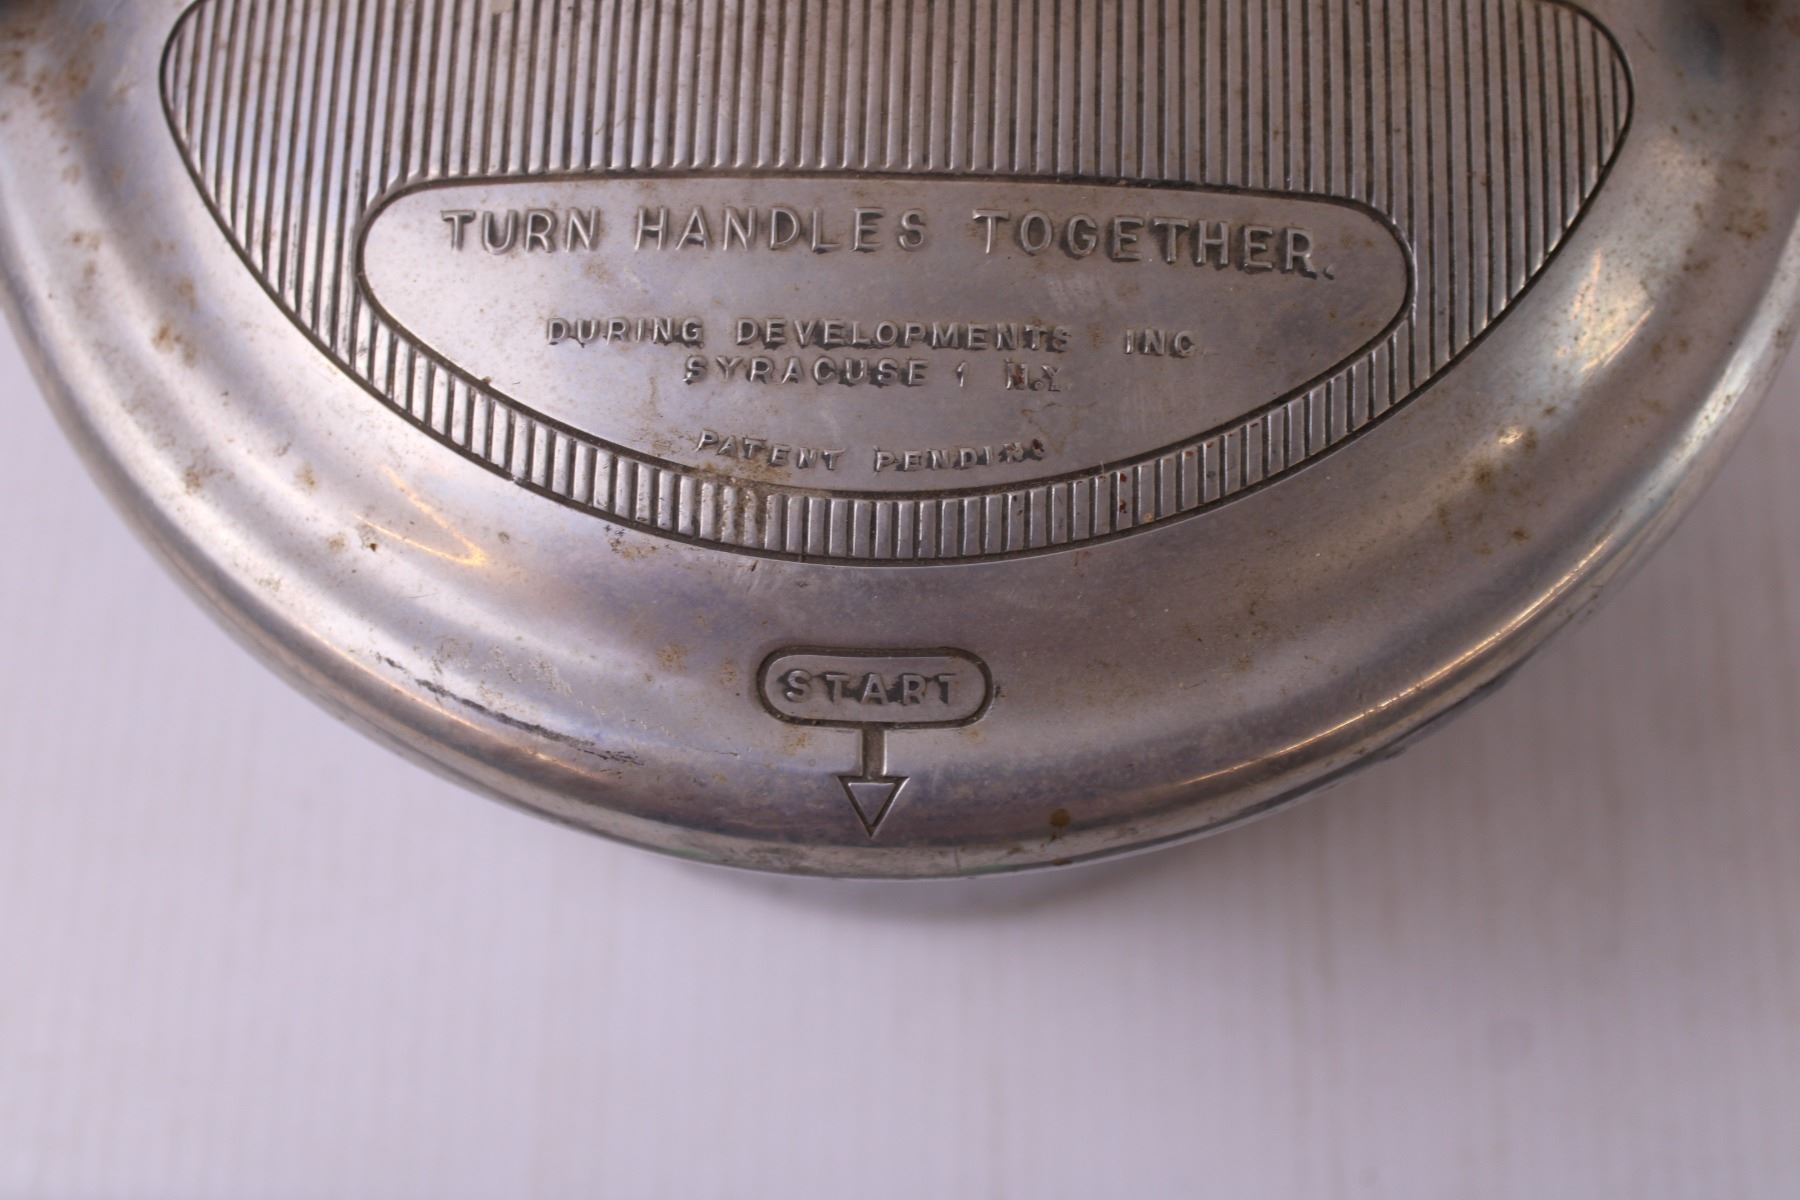 TURN HANDLES TOGETHER.
DURING DEVELOPMENTS INC
SYRACUSE 1 N.Y.
PATENT PENDING
START